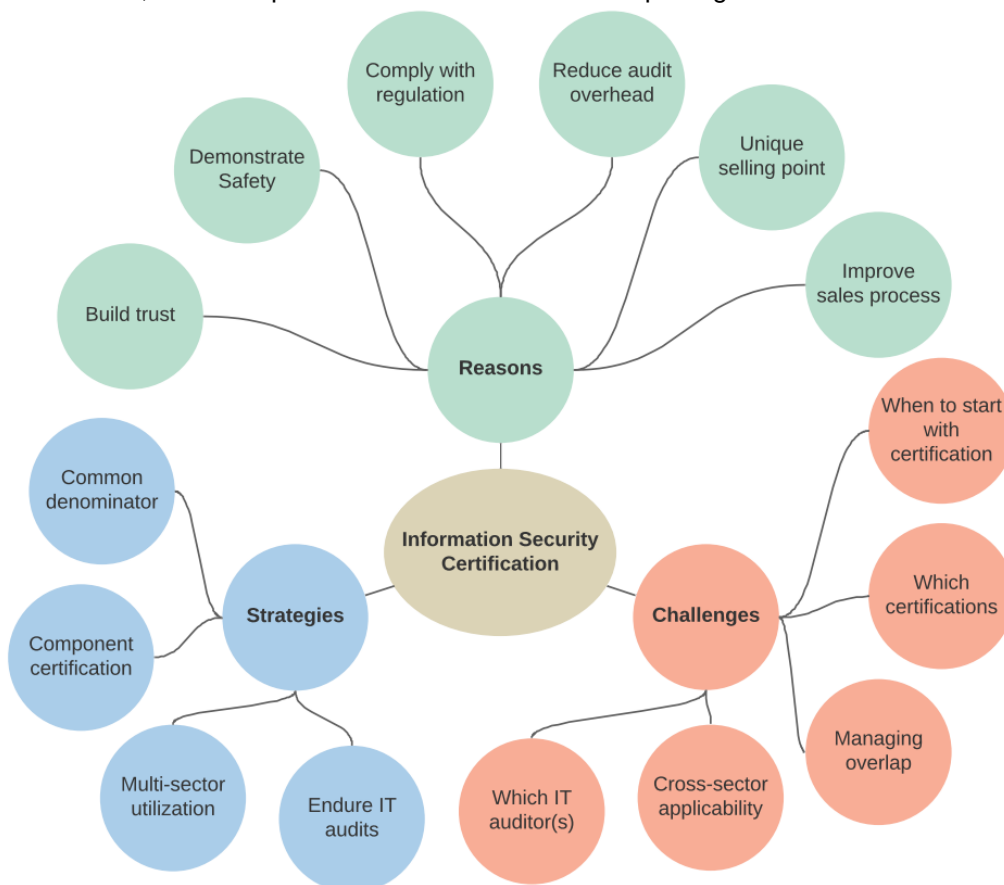 Comply with
regulation
Reduce audit
overhead
Demonstrate
Safety
Unique
selling point
Build trust
Improve
sales process
Reasons
When to start
with
certification
Common
denominator
Information Security
Certification
Which
certifications
Strategies
Challenges
Component
certification
Managing
overlap
Multi-sector
utilization
Endure IT
audits
Which IT
auditor(s)
Cross-sector
applicability